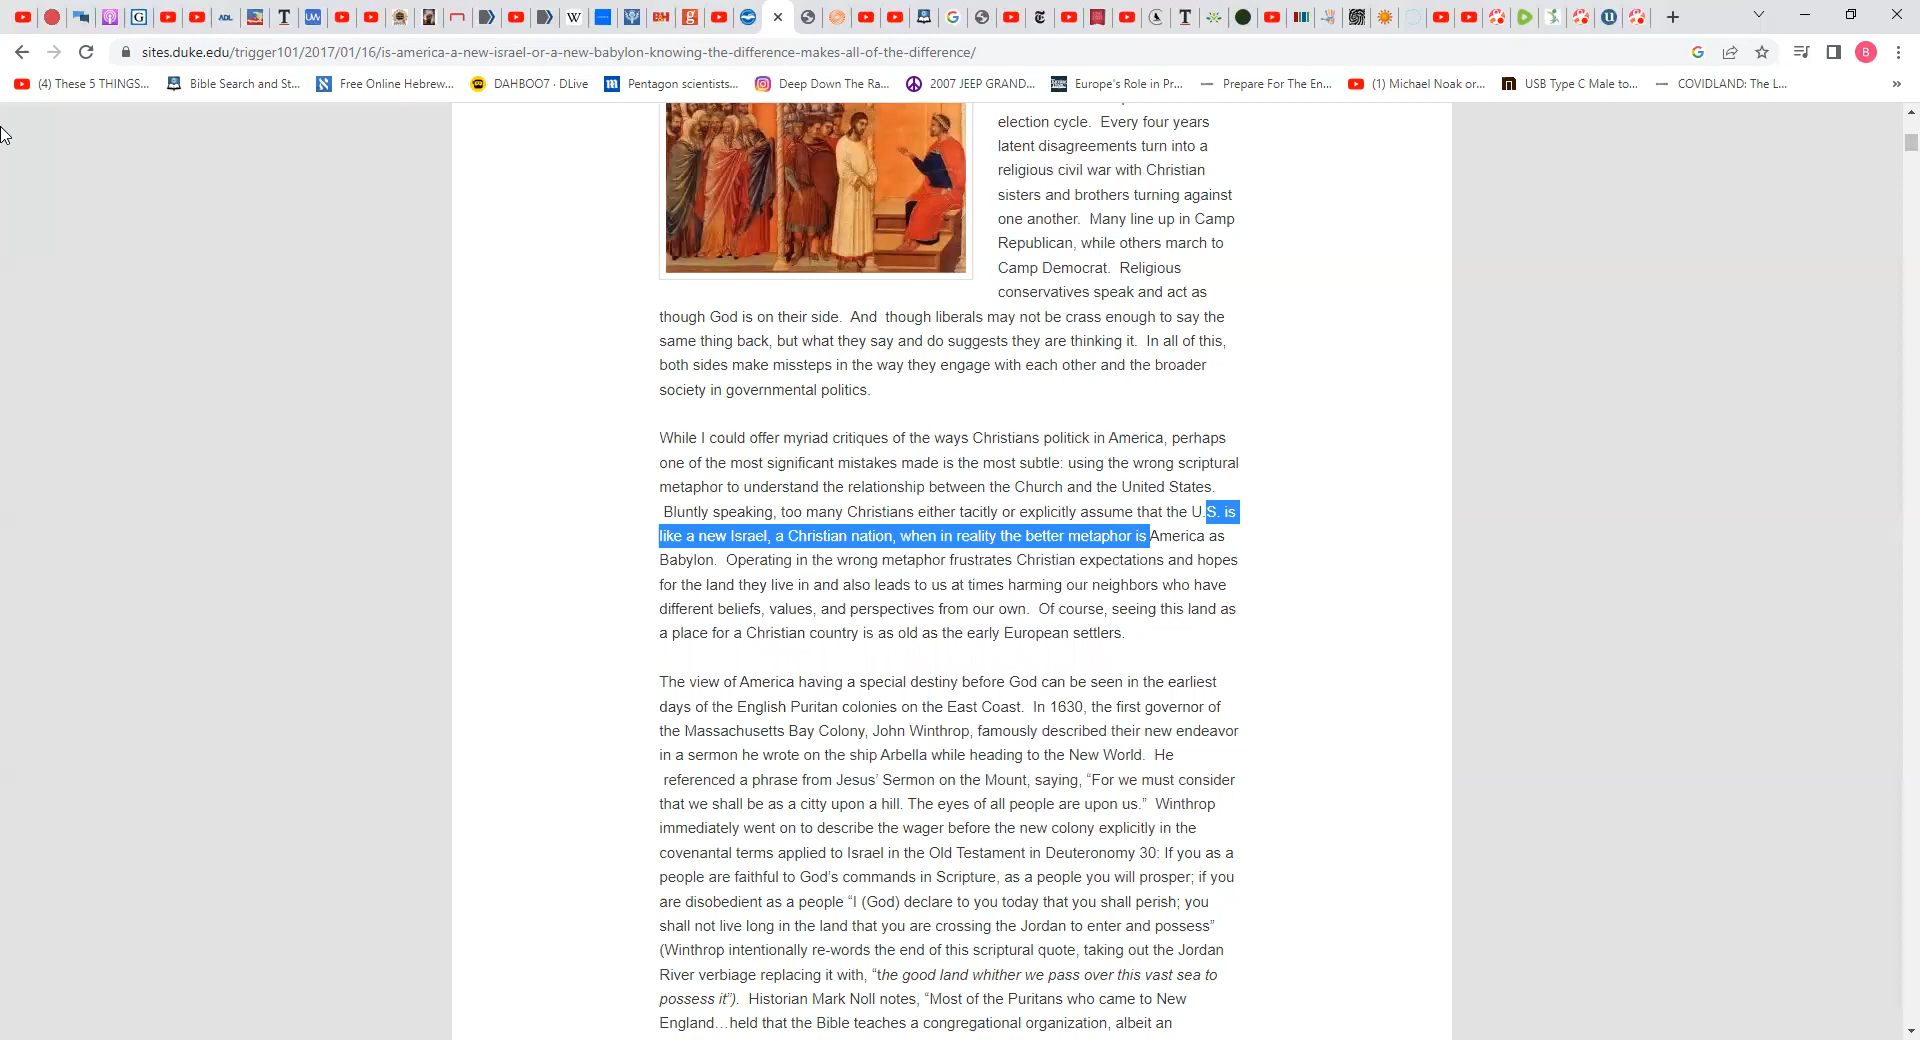 ADL
T
UW
W
BH
g
G
T
sites.duke.edu/trigger101/2017/01/16/is-america-a-new-israel-or-a-new-babylon-knowing-the-difference-makes-all-of-the-difference/
B
(4) These 5 THINGS...
Bible Search and St...
Free Online Hebrew...
DAHBOO7 · DLive
Pentagon scientists...
Deep Down The Ra...
2007 JEEP GRAND...
Europe's Role in Pr...
Prepare For The En...
(1) Michael Noak or...
USB Type C Male to...
COVIDLAND: The L...
»
election cycle.  Every four years
latent disagreements turn into a
religious civil war with Christian
sisters and brothers turning against
one another.  Many line up in Camp
Republican, while others march to
Camp Democrat.  Religious
conservatives speak and act as
though God is on their side.  And  though liberals may not be crass enough to say the
same thing back, but what they say and do suggests they are thinking it.  In all of this,
both sides make missteps in the way they engage with each other and the broader
society in governmental politics.
While I could offer myriad critiques of the ways Christians politick in America, perhaps
one of the most significant mistakes made is the most subtle: using the wrong scriptural
metaphor to understand the relationship between the Church and the United States.
Bluntly speaking, too many Christians either tacitly or explicitly assume that the U.S. is
like a new Israel, a Christian nation, when in reality the better metaphor is America as
Babylon.  Operating in the wrong metaphor frustrates Christian expectations and hopes
for the land they live in and also leads to us at times harming our neighbors who have
different beliefs, values, and perspectives from our own.  Of course, seeing this land as
a place for a Christian country is as old as the early European settlers.
The view of America having a special destiny before God can be seen in the earliest
days of the English Puritan colonies on the East Coast.  In 1630, the first governor of
the Massachusetts Bay Colony, John Winthrop, famously described their new endeavor
in a sermon he wrote on the ship Arbella while heading to the New World.  He
referenced a phrase from Jesus’ Sermon on the Mount, saying, “For we must consider
that we shall be as a citty upon a hill. The eyes of all people are upon us.”  Winthrop
immediately went on to describe the wager before the new colony explicitly in the
covenantal terms applied to Israel in the Old Testament in Deuteronomy 30: If you as a
people are faithful to God’s commands in Scripture, as a people you will prosper; if you
are disobedient as a people “I (God) declare to you today that you shall perish; you
shall not live long in the land that you are crossing the Jordan to enter and possess”
(Winthrop intentionally re-words the end of this scriptural quote, taking out the Jordan
River verbiage replacing it with, “the good land whither we pass over this vast sea to
possess it”).  Historian Mark Noll notes, “Most of the Puritans who came to New
England…held that the Bible teaches a congregational organization, albeit an